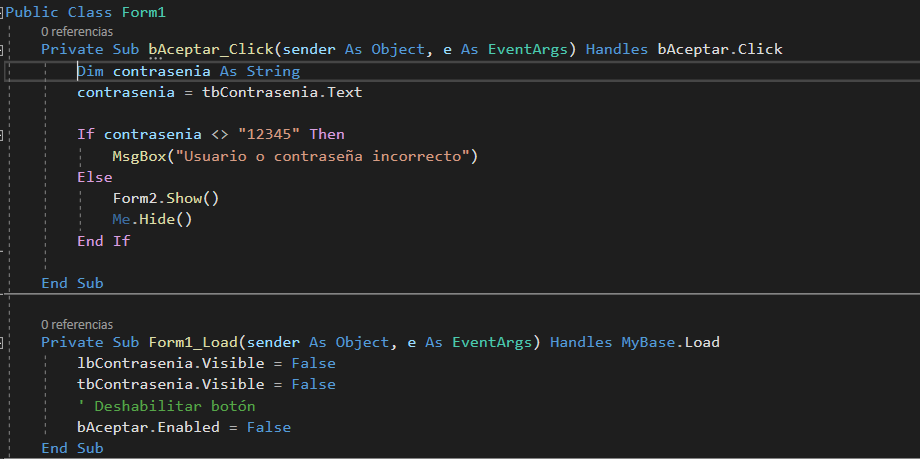 Public Class Form1
0 referencias
Private Sub bAceptar_Click(sender As Object, e As EventArgs) Handles bAceptar.Click
Dim contrasenia As String
contrasenia = tbContrasenia.Text
If contrasenia <> "12345" Then
MsgBox("Usuario o contraseña incorrecto")
Else
Form2.Show()
Me.Hide()
End If
End Sub
0 referencias
Private Sub Form1_Load(sender As Object, e As EventArgs) Handles MyBase.Load
lbContrasenia.Visible = False
tbContrasenia.Visible = False
' Deshabilitar botón
bAceptar.Enabled = False
End Sub